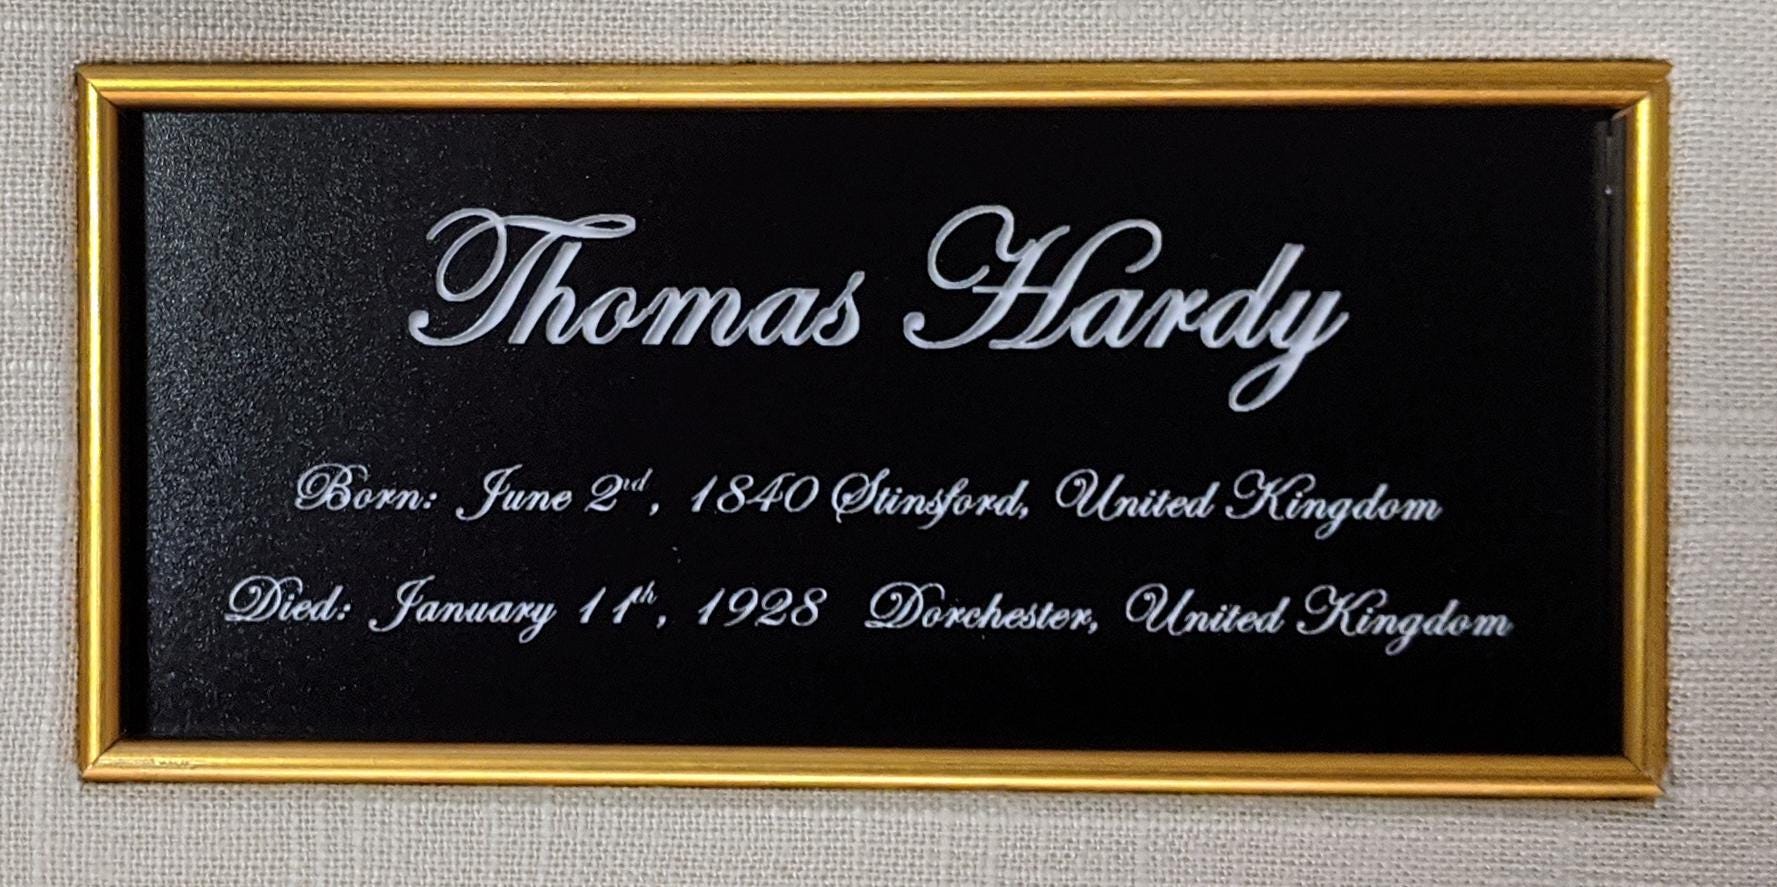 Thomas Hardy
Born: June 2nd, 1840 Stinsford, United Kingdom
Died: January 11th, 1928 Dorchester, United Kingdom